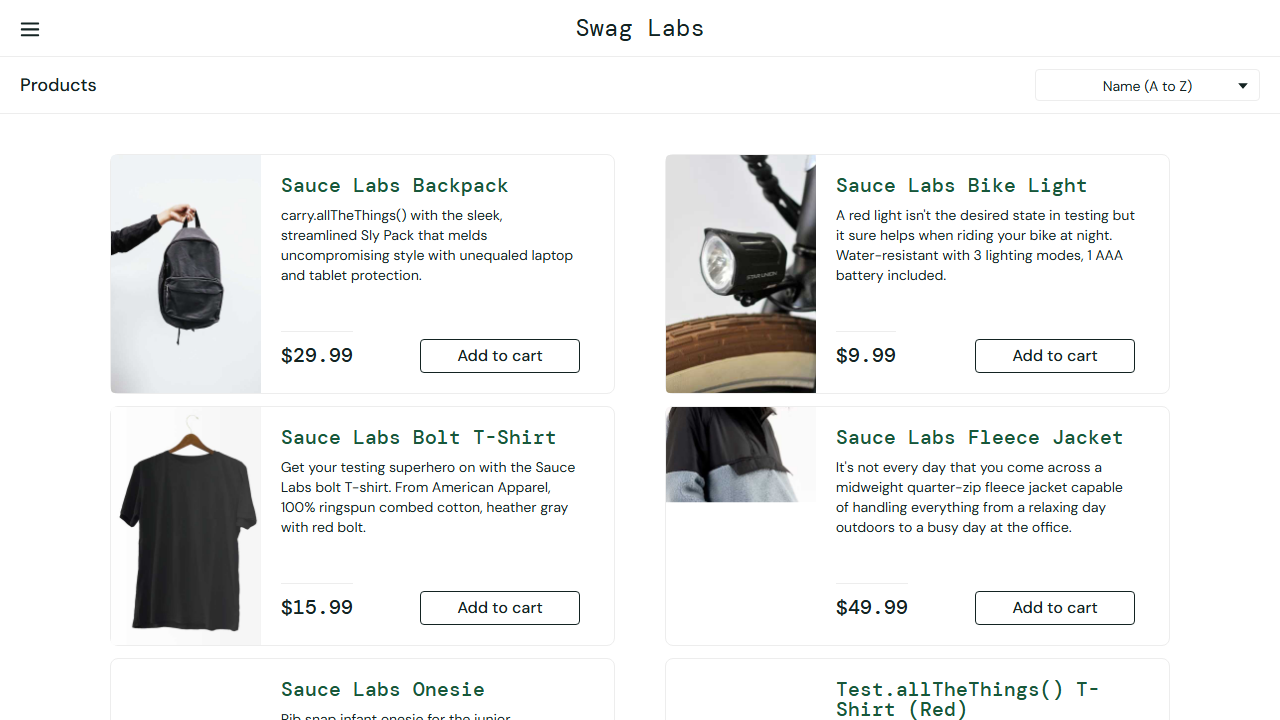 Swag Labs
Products
Name (A to Z)
Sauce Labs Backpack
carry.allTheThings() with the sleek,
streamlined Sly Pack that melds
uncompromising style with unequaled laptop
and tablet protection.
$29.99
Add to cart
Sauce Labs Bike Light
A red light isn't the desired state in testing but
it sure helps when riding your bike at night.
Water-resistant with 3 lighting modes, 1 AAA
battery included.
$9.99
Add to cart
Sauce Labs Bolt T-Shirt
Get your testing superhero on with the Sauce
Labs bolt T-shirt. From American Apparel,
100% ringspun combed cotton, heather gray
with red bolt.
$15.99
Add to cart
Sauce Labs Fleece Jacket
It's not every day that you come across a
midweight quarter-zip fleece jacket capable
of handling everything from a relaxing day
outdoors to a busy day at the office.
$49.99
Add to cart
Sauce Labs Onesie
Rib snap infant onesie for the junior
Test.allTheThings() T-
Shirt (Red)